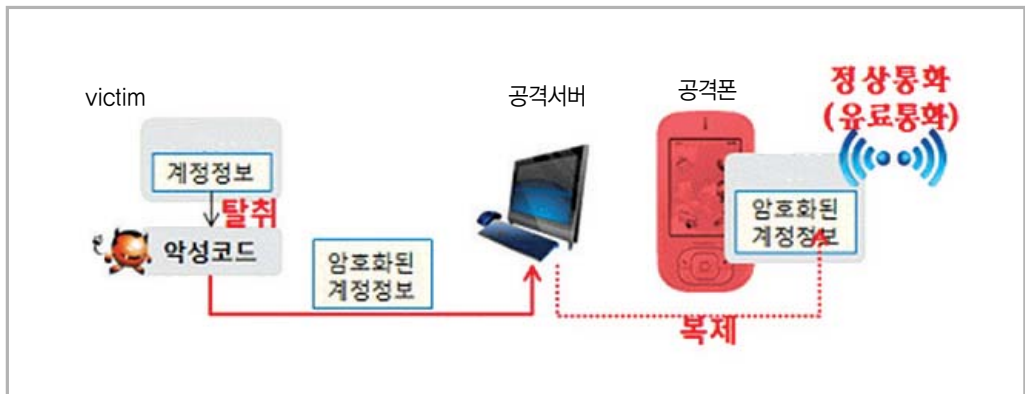 victim
계정정보
탈취
악성코드
암호화된
계정정보
공격서버
공격폰
정상통화
(유료통화)
암호화된
계정정보
복제